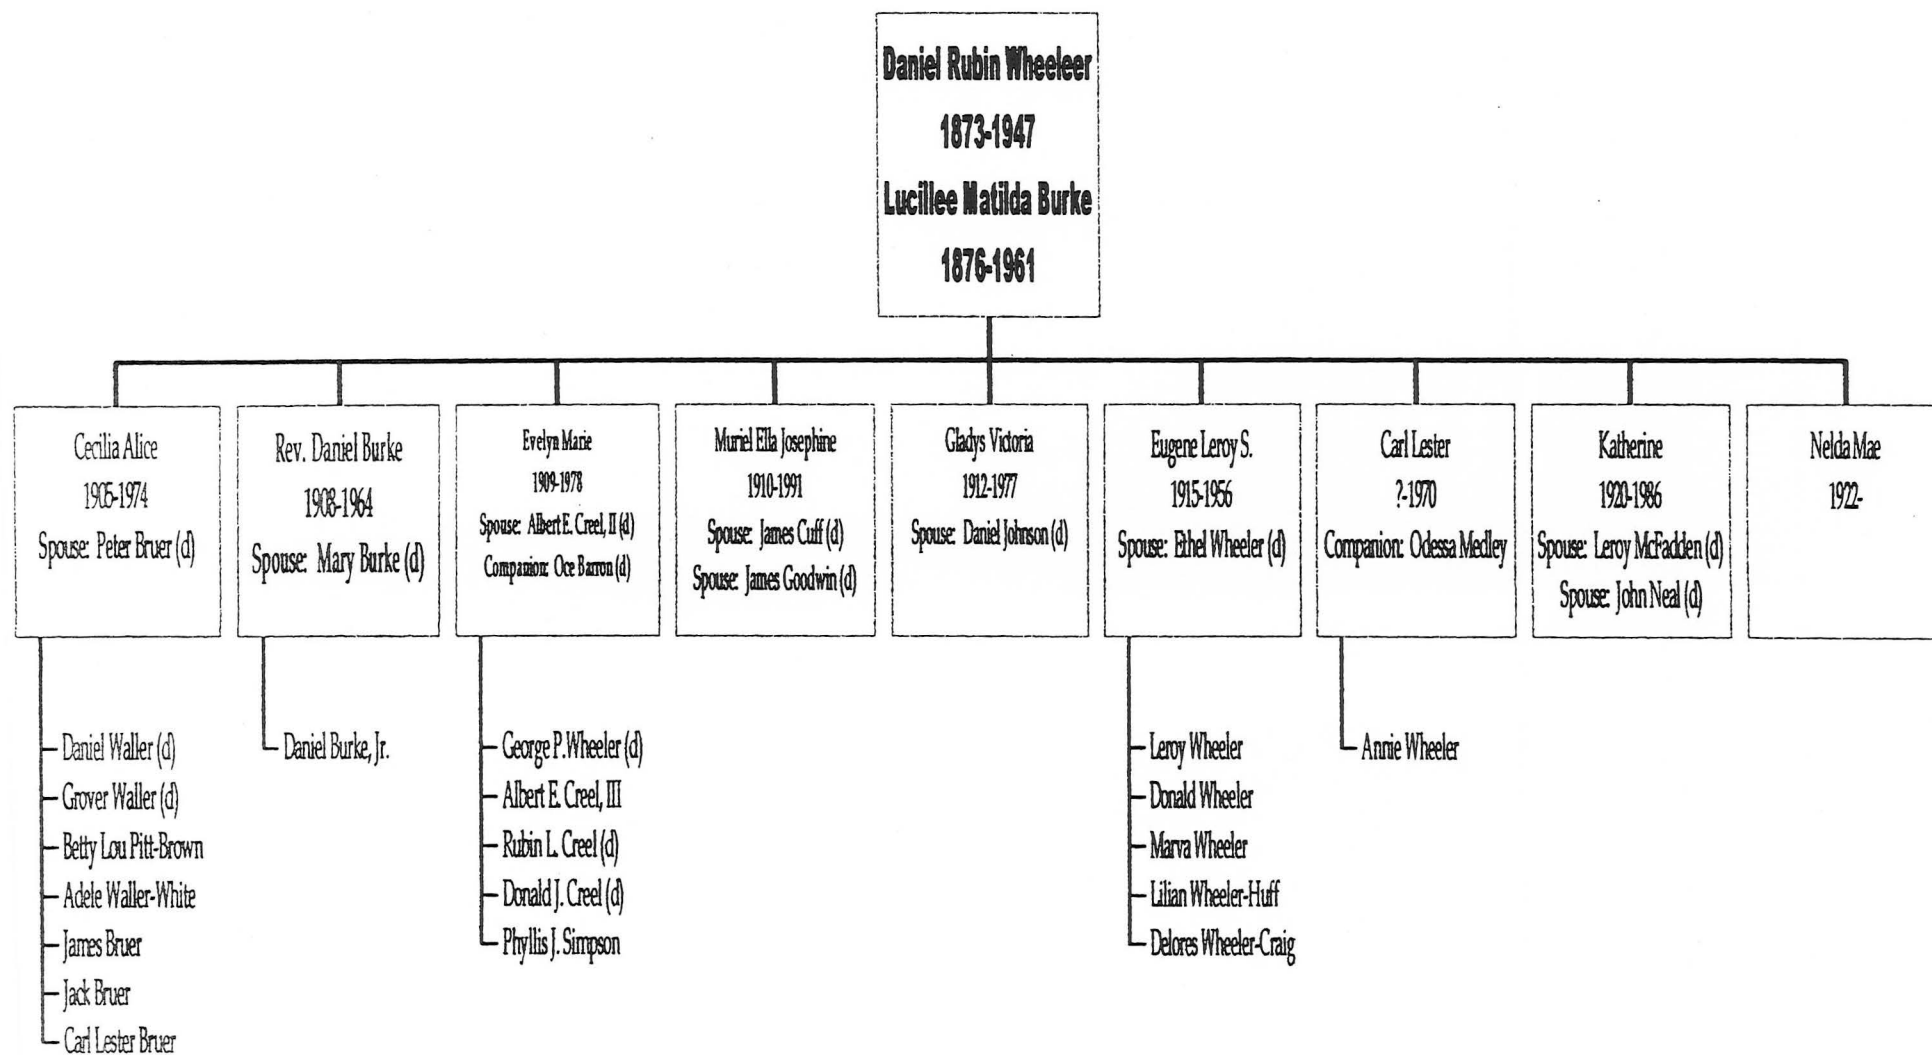 Daniel Rubin Wheeleer
1873-1947
Lucillee Matilda Burke
1876-1961
Cecilia Alice
1905-1974
Spouse: Peter Bruer (d)
Rev. Daniel Burke
1908-1964
Spouse: Mary Burke (d)
Evelyn Marie
1909-1978
Spouse: Albert E. Creel, II (d)
Companion: Oce Barron (d)
Muriel Ella Josephine
1910-1991
Spouse: James Cuff (d)
Spouse: James Goodwin (d)
Gladys Victoria
1912-1977
Spouse: Daniel Johnson (d)
Eugene Leroy S.
1915-1956
Spouse: Ethel Wheeler (d)
Carl Lester
?-1970
Companion: Odessa Medley
Katherine
1920-1986
Spouse: Leroy McFadden (d)
Spouse: John Neal (d)
Nelda Mae
1922-
Daniel Waller (d)
Grover Waller (d)
Betty Lou Pitt-Brown
Adele Waller-White
James Bruer
Jack Bruer
Carl Lester Bruer
Daniel Burke, Jr.
George P. Wheeler (d)
Albert E. Creel, III
Rubin L. Creel (d)
Donald J. Creel (d)
Phyllis J. Simpson
Leroy Wheeler
Donald Wheeler
Marva Wheeler
Lilian Wheeler-Huff
Delores Wheeler-Craig
Annie Wheeler